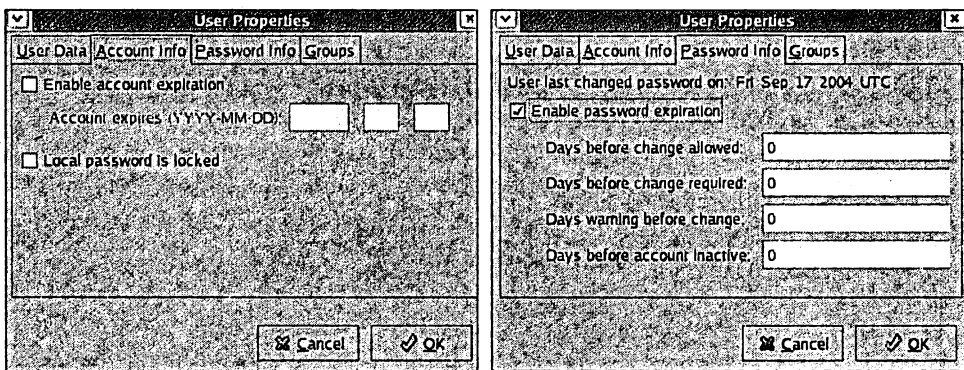 User Properties
User Data Account Info Password Info Groups
Enable account expiration
Account expires (YYYY-MM-DD):
Local password is locked
Cancel OK
User Properties
User Data Account Info Password Info Groups
User last changed password on: Fri Sep 17 2004 UTC
Enable password expiration
Days before change allowed: 0
Days before change required: 0
Days warning before change: 0
Days before account inactive: 0
Cancel OK